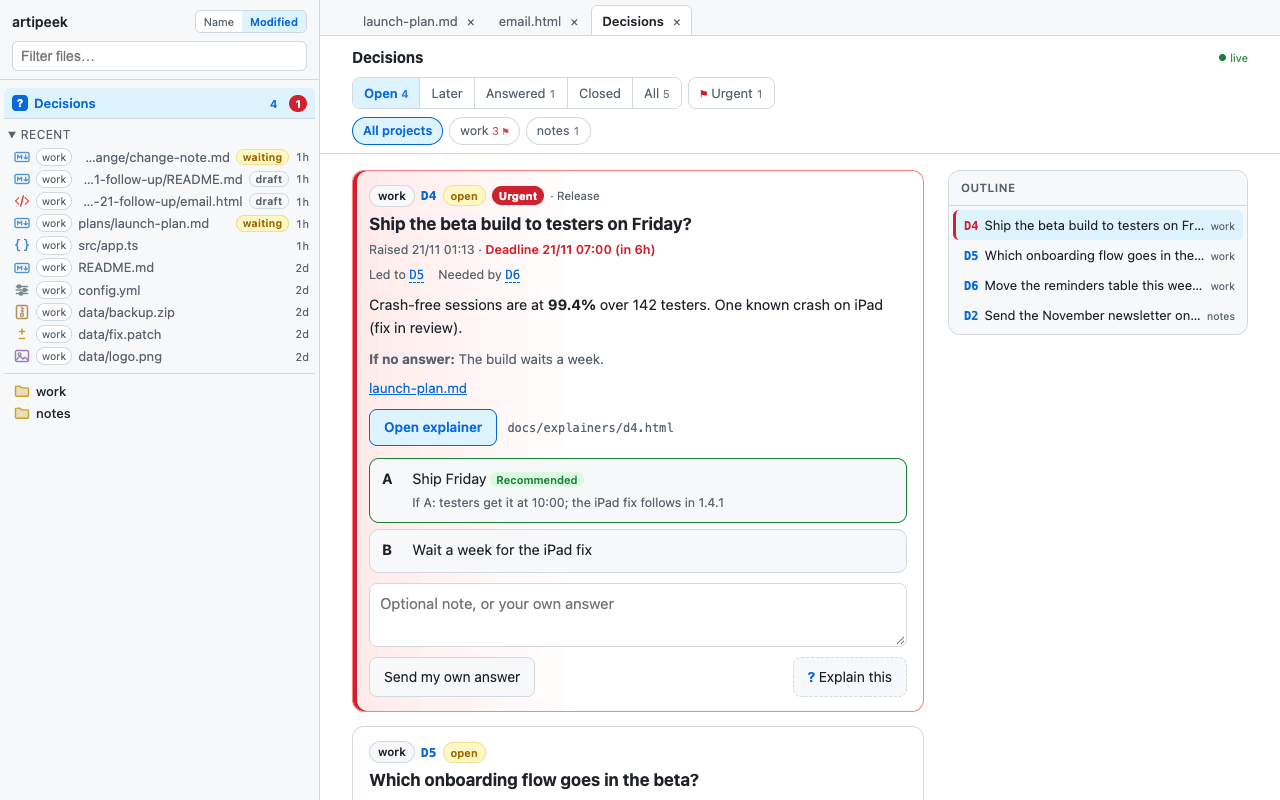 artipeek
Name Modified
Filter files…
? Decisions 4 1
▼ RECENT
work …ange/change-note.md waiting 1h
work …1-follow-up/README.md draft 1h
work …-21-follow-up/email.html draft 1h
work plans/launch-plan.md waiting 1h
work src/app.ts 1h
work README.md 2d
work config.yml 2d
work data/backup.zip 2d
work data/fix.patch 2d
work data/logo.png 2d
work
notes
launch-plan.md × email.html × Decisions ×
Decisions
live
Open 4 Later Answered 1 Closed All 5 Urgent 1
All projects work 3 notes 1
work D4 open Urgent · Release
Ship the beta build to testers on Friday?
Raised 21/11 01:13 · Deadline 21/11 07:00 (in 6h)
Led to D5 Needed by D6
Crash-free sessions are at 99.4% over 142 testers. One known crash on iPad
(fix in review).
If no answer: The build waits a week.
launch-plan.md
Open explainer docs/explainers/d4.html
A Ship Friday Recommended
If A: testers get it at 10:00; the iPad fix follows in 1.4.1
B Wait a week for the iPad fix
Optional note, or your own answer
Send my own answer
? Explain this
work D5 open
Which onboarding flow goes in the beta?
OUTLINE
D4 Ship the beta build to testers on Fr… work
D5 Which onboarding flow goes in the… work
D6 Move the reminders table this wee… work
D2 Send the November newsletter on… notes